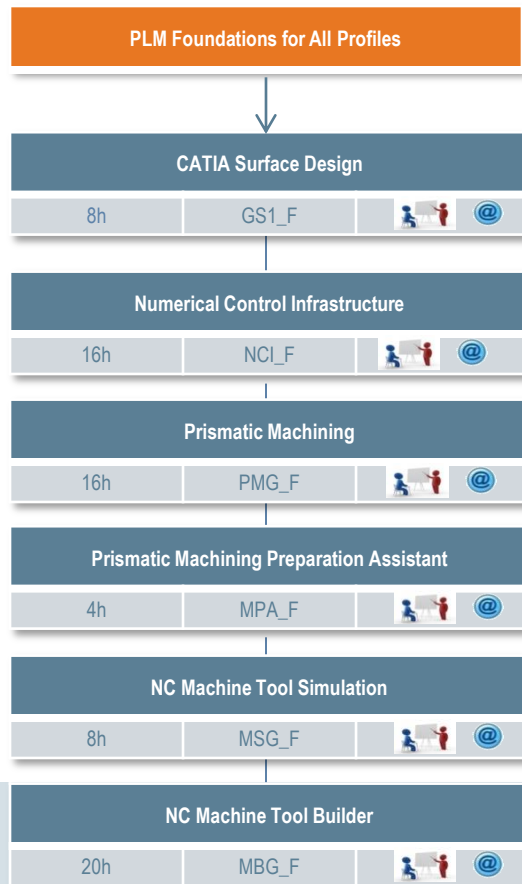 PLM Foundations for All Profiles
CATIA Surface Design
8h GS1_F @
Numerical Control Infrastructure
16h NCI_F @
Prismatic Machining
16h PMG_F @
Prismatic Machining Preparation Assistant
4h MPA_F @
NC Machine Tool Simulation
8h MSG_F @
NC Machine Tool Builder
20h MBG_F @